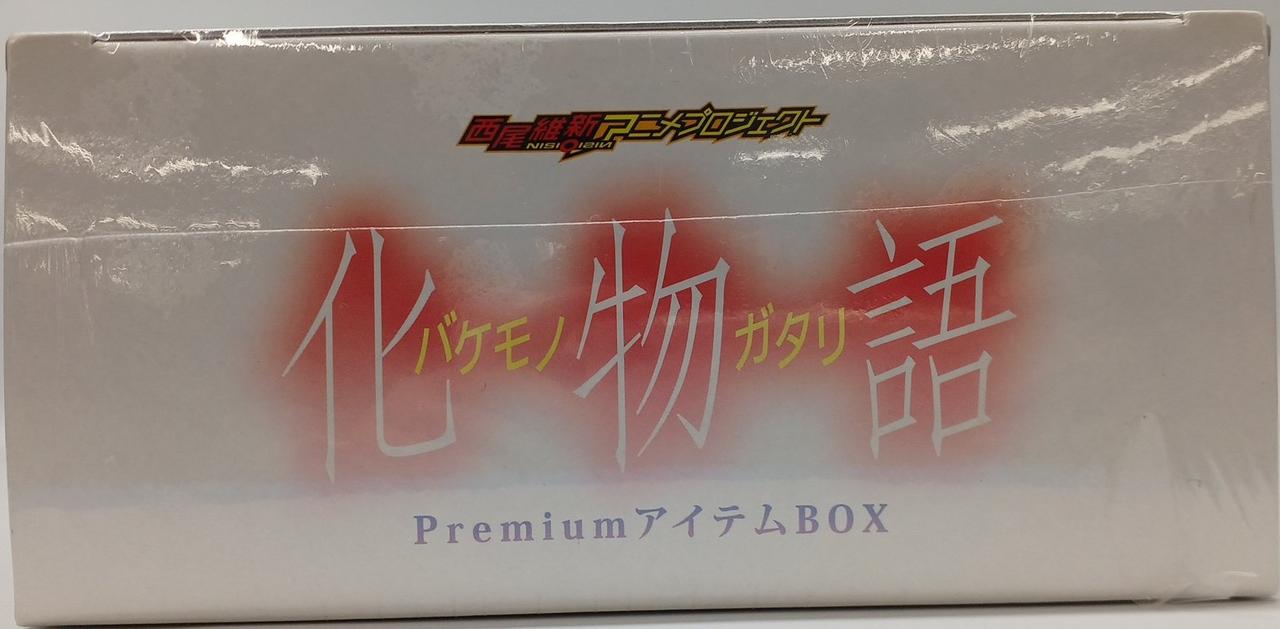 西尾維新アニメプロジェクト
NISIOISIN
化物語
バケモノガタリ
PremiumアイテムBOX